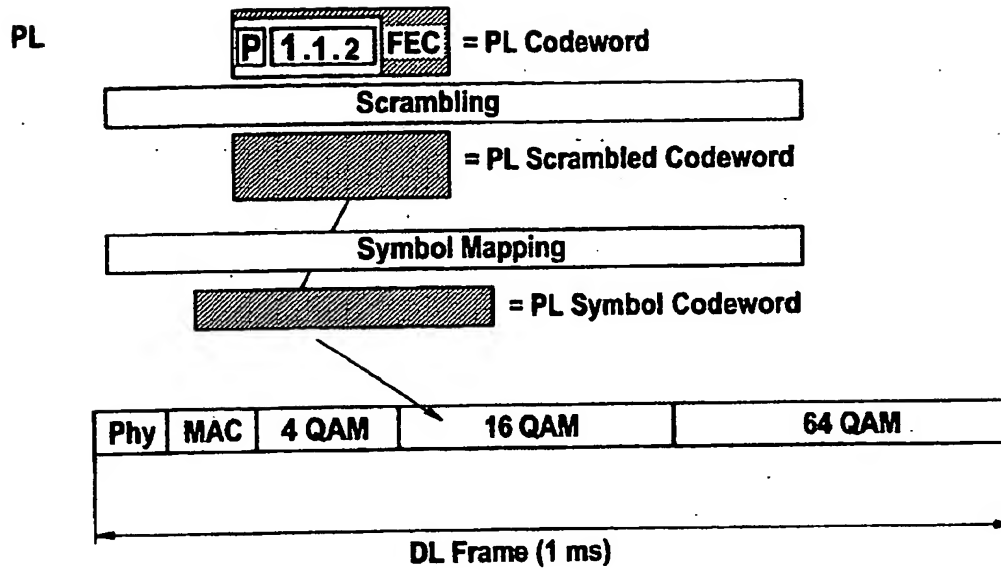 PL
P 1.1.2 FEC = PL Codeword
Scrambling
= PL Scrambled Codeword
Symbol Mapping
= PL Symbol Codeword
Phy MAC 4 QAM 16 QAM 64 QAM
DL Frame (1 ms)